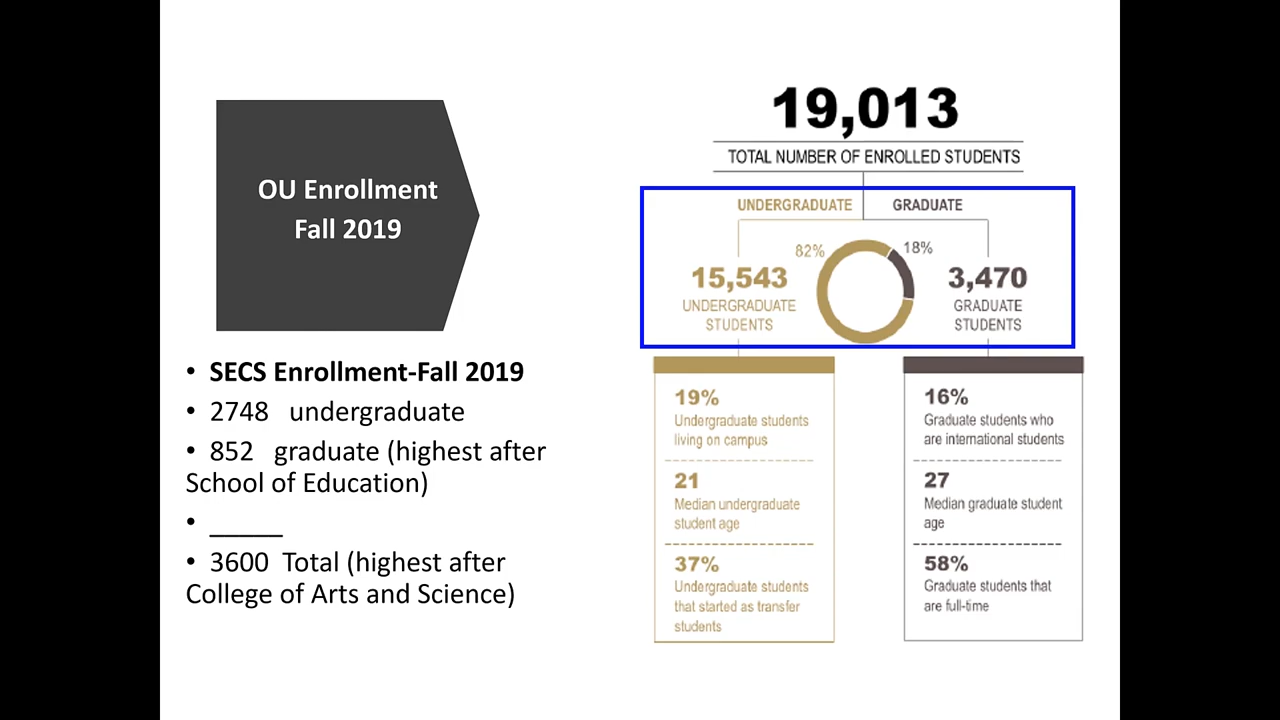 OU Enrollment
Fall 2019
• SECS Enrollment-Fall 2019
• 2748 undergraduate
• 852 graduate (highest after
School of Education)
• _____
• 3600 Total (highest after
College of Arts and Science)
19,013
TOTAL NUMBER OF ENROLLED STUDENTS
UNDERGRADUATE
GRADUATE
82%
18%
15,543
UNDERGRADUATE
STUDENTS
3,470
GRADUATE
STUDENTS
19%
Undergraduate students
living on campus
21
Median undergraduate
student age
37%
Undergraduate students
that started as transfer
students
16%
Graduate students who
are international students
27
Median graduate student
age
58%
Graduate students that
are full-time